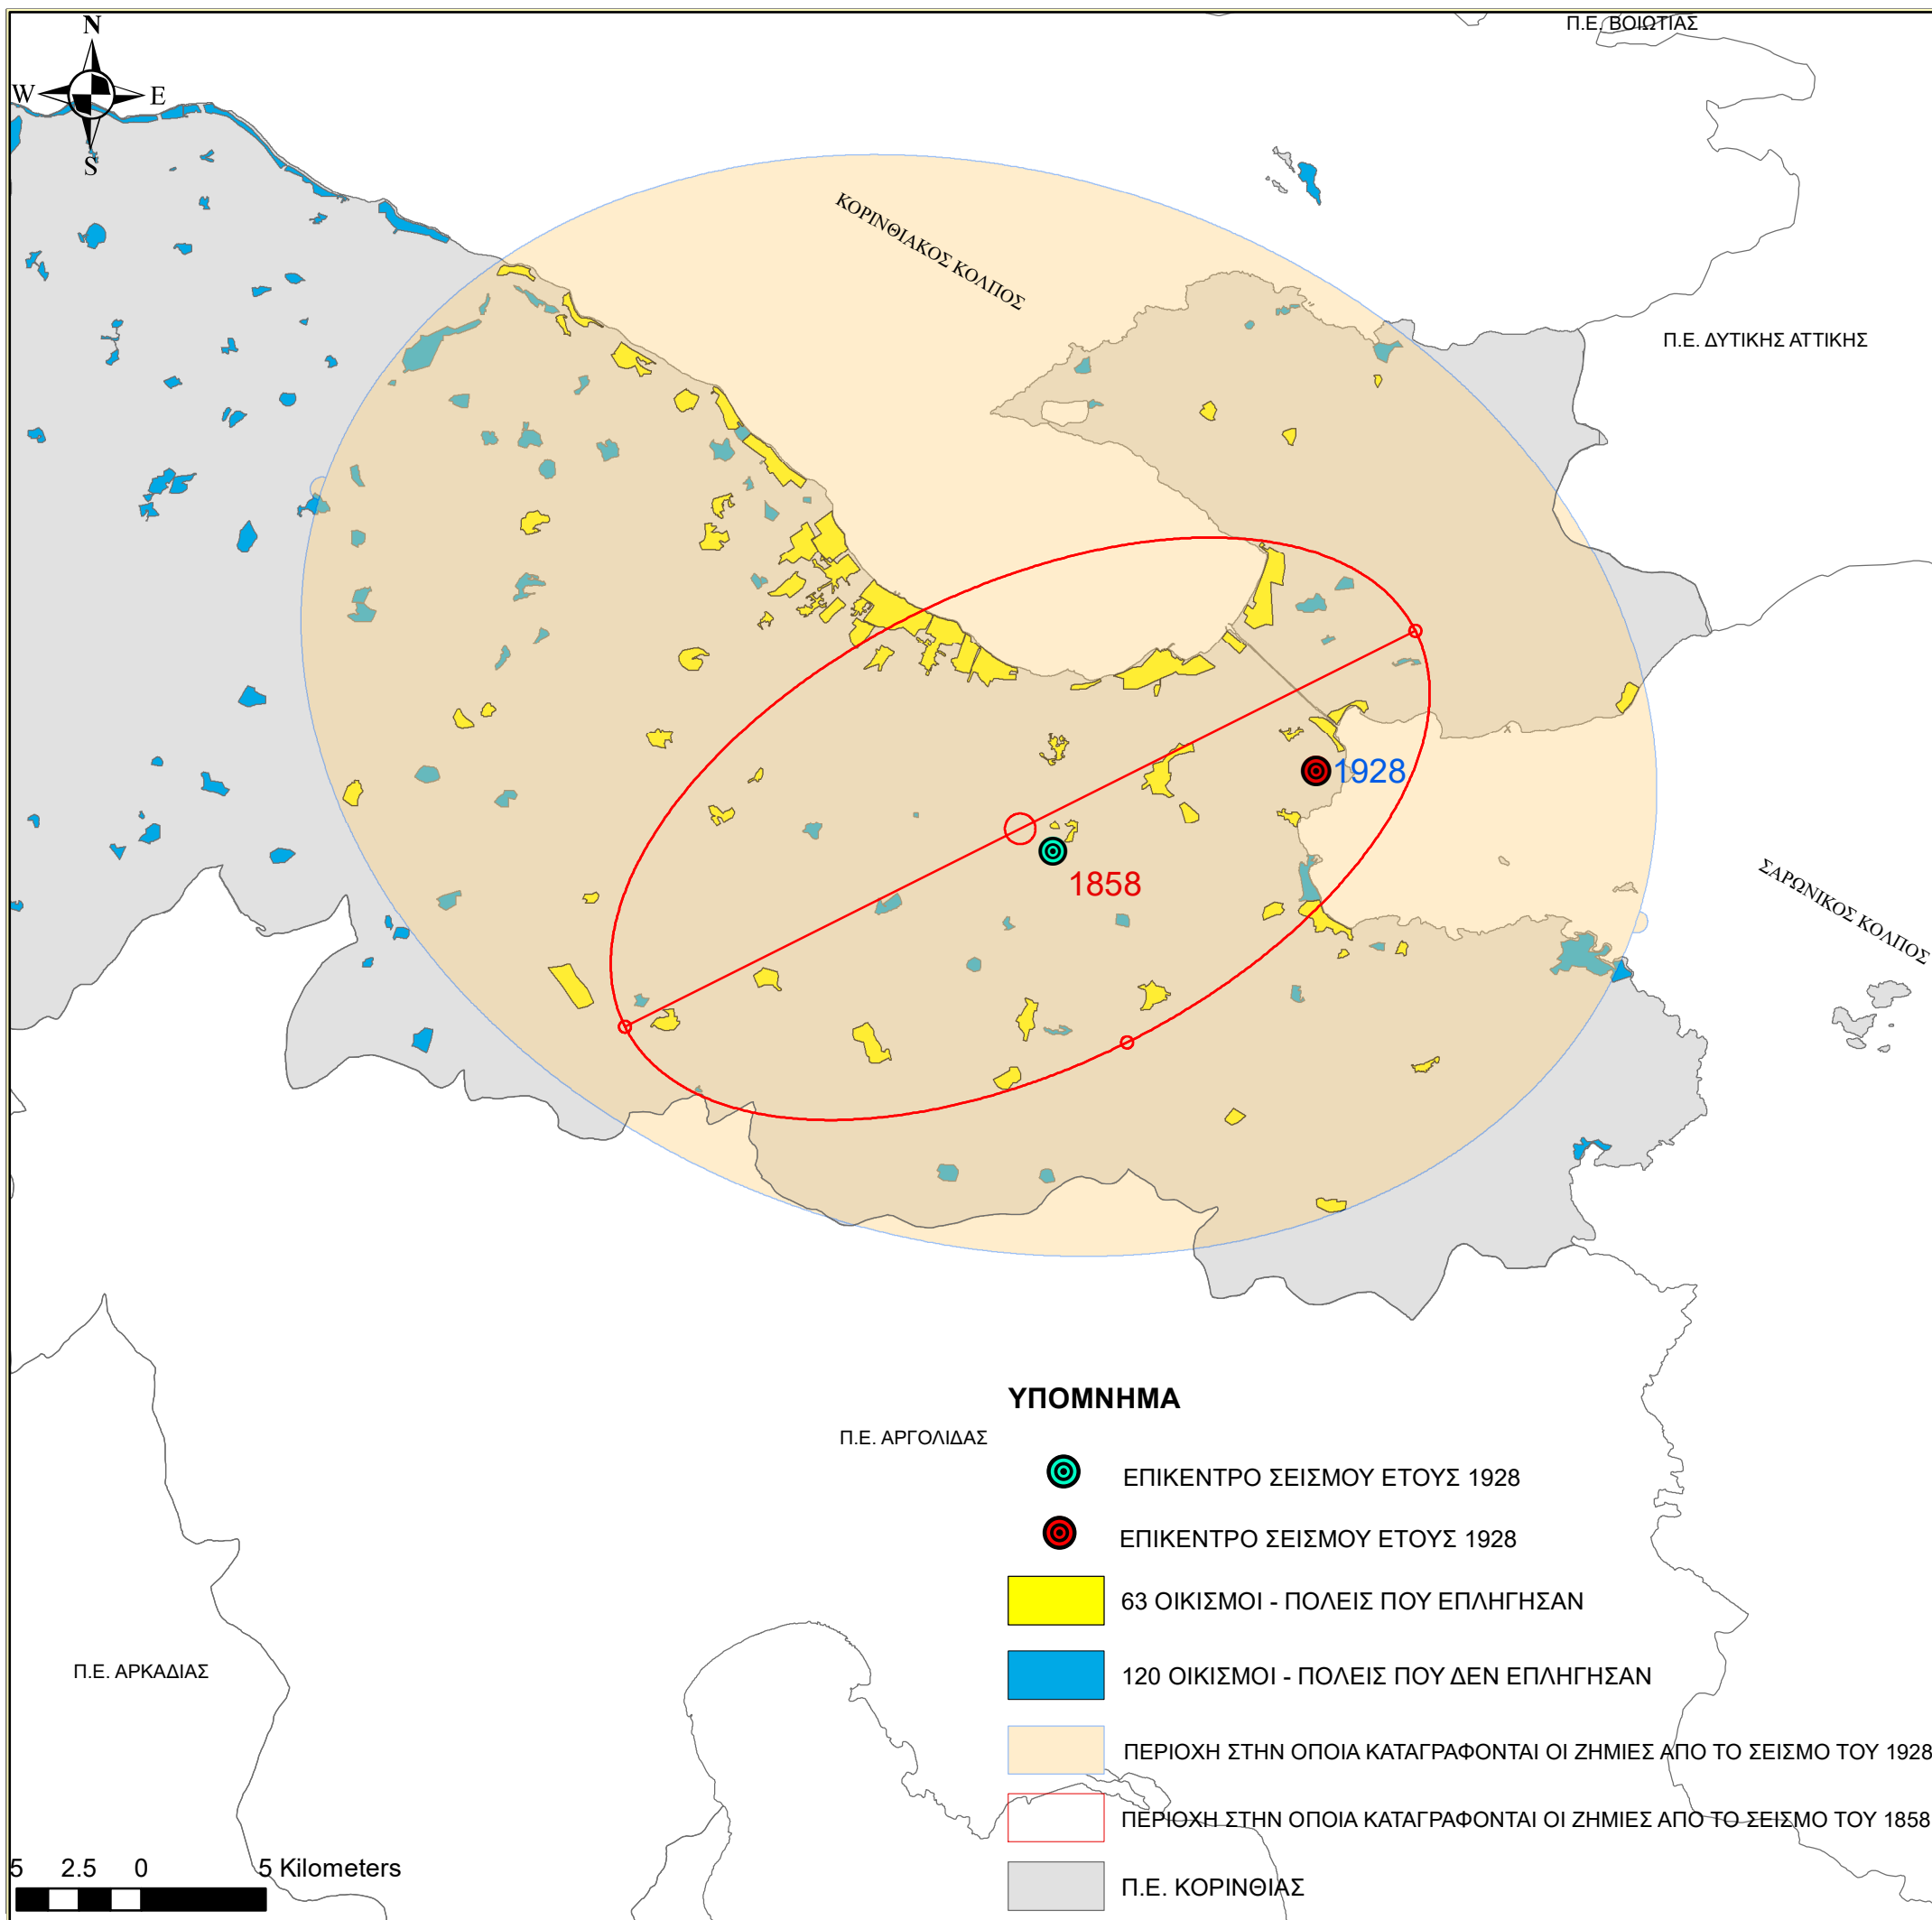 N
W
E
S
Π.Ε. ΒΟΙΩΤΙΑΣ
ΚΟΡΙΝΘΙΑΚΟΣ ΚΟΛΠΟΣ
Π.Ε. ΔΥΤΙΚΗΣ ΑΤΤΙΚΗΣ
1928
1858
ΣΑΡΩΝΙΚΟΣ ΚΟΛΠΟΣ
ΥΠΟΜΝΗΜΑ
Π.Ε. ΑΡΓΟΛΙΔΑΣ
ΕΠΙΚΕΝΤΡΟ ΣΕΙΣΜΟΥ ΕΤΟΥΣ 1928
ΕΠΙΚΕΝΤΡΟ ΣΕΙΣΜΟΥ ΕΤΟΥΣ 1928
63 ΟΙΚΙΣΜΟΙ - ΠΟΛΕΙΣ ΠΟΥ ΕΠΛΗΓΗΣΑΝ
Π.Ε. ΑΡΚΑΔΙΑΣ
120 ΟΙΚΙΣΜΟΙ - ΠΟΛΕΙΣ ΠΟΥ ΔΕΝ ΕΠΛΗΓΗΣΑΝ
ΠΕΡΙΟΧΗ ΣΤΗΝ ΟΠΟΙΑ ΚΑΤΑΓΡΑΦΟΝΤΑΙ ΟΙ ΖΗΜΙΕΣ ΑΠΟ ΤΟ ΣΕΙΣΜΟ ΤΟΥ 1928
ΠΕΡΙΟΧΗ ΣΤΗΝ ΟΠΟΙΑ ΚΑΤΑΓΡΑΦΟΝΤΑΙ ΟΙ ΖΗΜΙΕΣ ΑΠΟ ΤΟ ΣΕΙΣΜΟ ΤΟΥ 1858
5 2.5 0 5 Kilometers
Π.Ε. ΚΟΡΙΝΘΙΑΣ